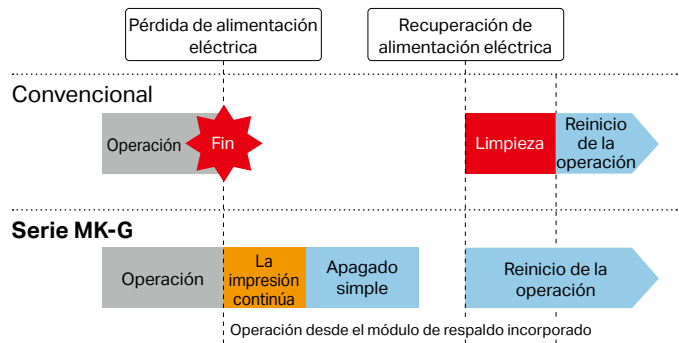 Pérdida de alimentación
eléctrica
Recuperación de
alimentación eléctrica
Convencional
Operación
Fin
Limpieza
Reinicio
de la
operación
Serie MK-G
Operación
La
impresión
continúa
Apagado
simple
Reinicio de la
operación
Operación desde el módulo de respaldo incorporado